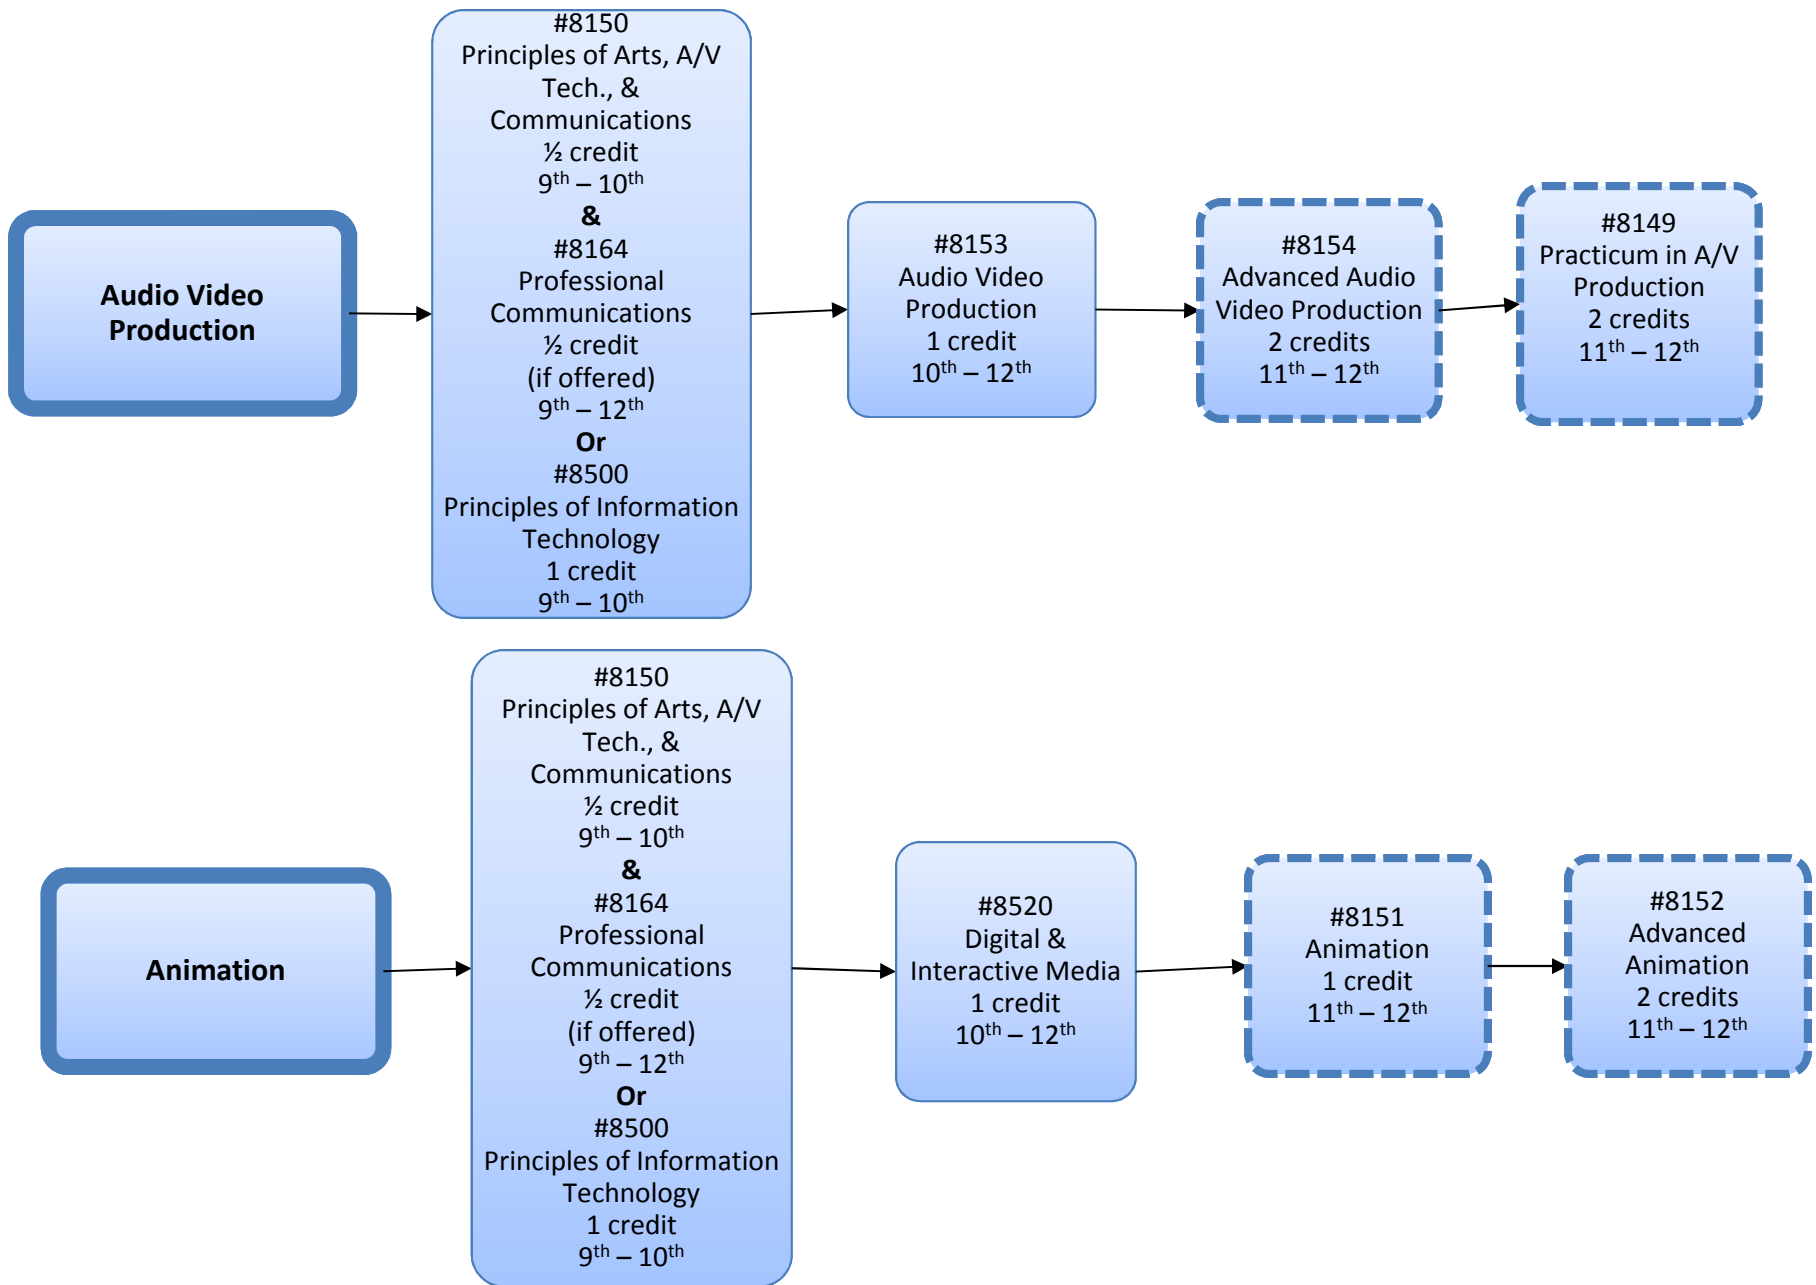 Audio Video
Production
#8150
Principles of Arts, A/V
Tech., &
Communications
½ credit
9th – 10th
&
#8164
Professional
Communications
½ credit
(if offered)
9th – 12th
Or
#8500
Principles of Information
Technology
1 credit
9th – 10th
#8153
Audio Video
Production
1 credit
10th – 12th
#8154
Advanced Audio
Video Production
2 credits
11th – 12th
#8149
Practicum in A/V
Production
2 credits
11th – 12th
Animation
#8150
Principles of Arts, A/V
Tech., &
Communications
½ credit
9th – 10th
&
#8164
Professional
Communications
½ credit
(if offered)
9th – 12th
Or
#8500
Principles of Information
Technology
1 credit
9th – 10th
#8520
Digital &
Interactive Media
1 credit
10th – 12th
#8151
Animation
1 credit
11th – 12th
#8152
Advanced
Animation
2 credits
11th – 12th